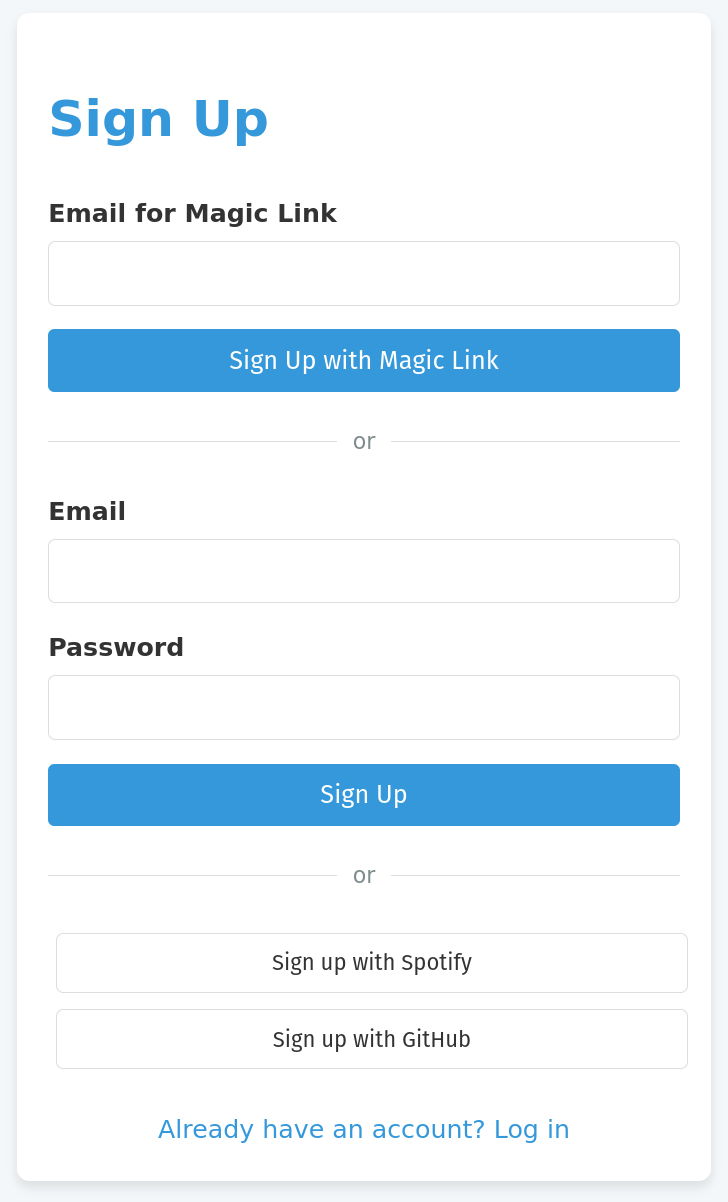 Sign Up
Email for Magic Link
Sign Up with Magic Link
or
Email
Password
Sign Up
or
Sign up with Spotify
Sign up with GitHub
Already have an account? Log in